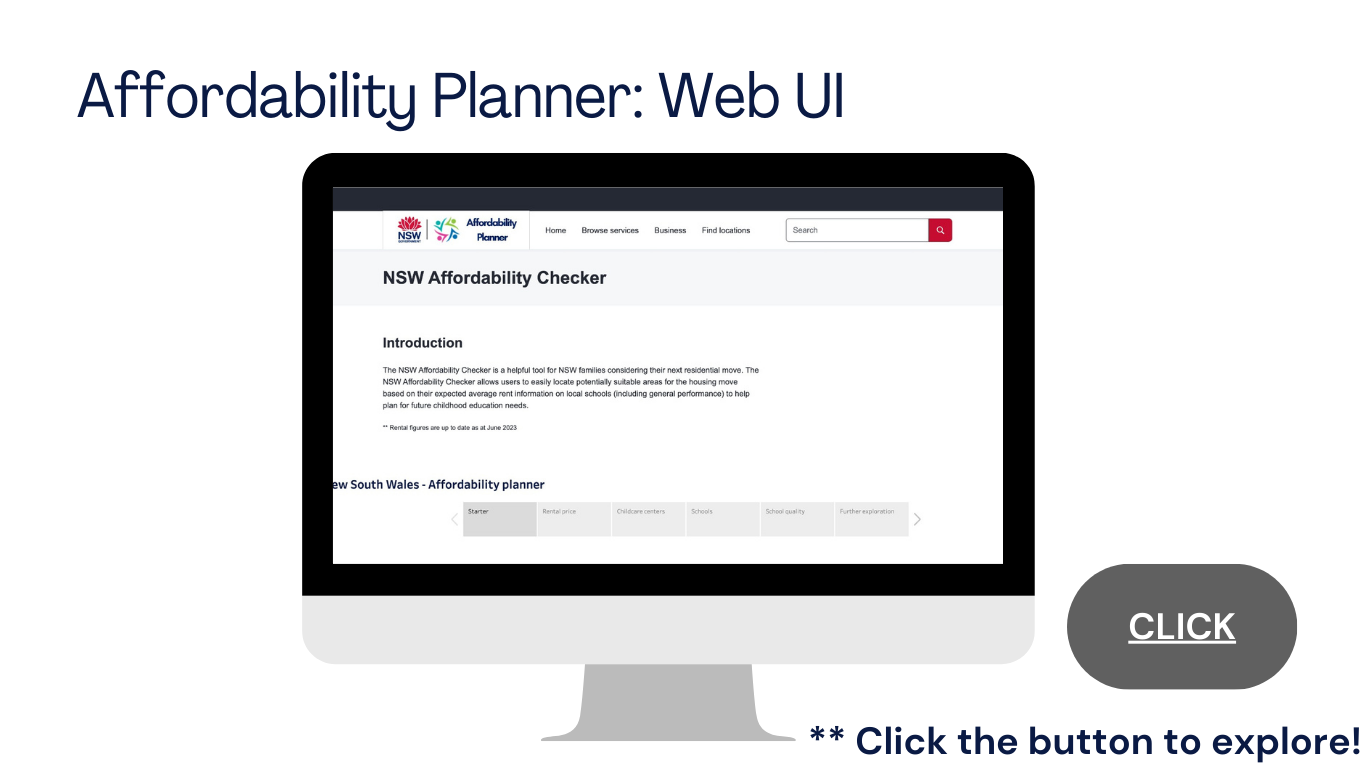 Affordability Planner: Web UI
NSW
GOVERNMENT
Affordability
Planner
Home
Browse services
Business
Find locations
Search
NSW Affordability Checker
Introduction
The NSW Affordability Checker is a helpful tool for NSW families considering their next residential move. The
NSW Affordability Checker allows users to easily locate potentially suitable areas for the housing move
based on their expected average rent information on local schools (including general performance) to help
plan for future childhood education needs.
** Rental figures are up to date as at June 2023
ew South Wales - Affordability planner
Starter
Rental price
Childcare centers
Schools
School quality
Further exploration
CLICK
** Click the button to explore!